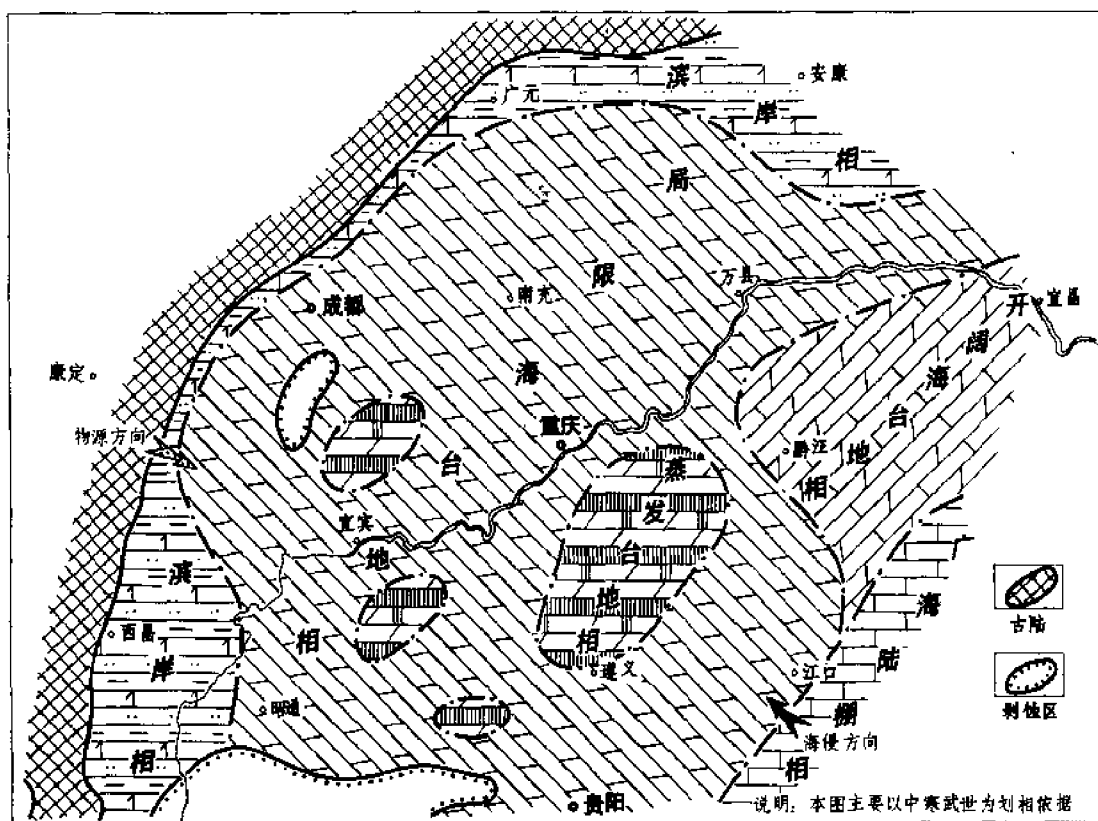 安康
广元
滨岸相
局限海台地相
万县
南充
成都
开阔海台地相
宜昌
康定
物源方向
重庆
黔江
蒸发台地相
宜宾
滨岸相
西昌
广海陆棚相
古陆
遵义
江口
昭通
剥蚀区
海侵方向
贵阳
说明：本图主要以中寒武世为划相依据